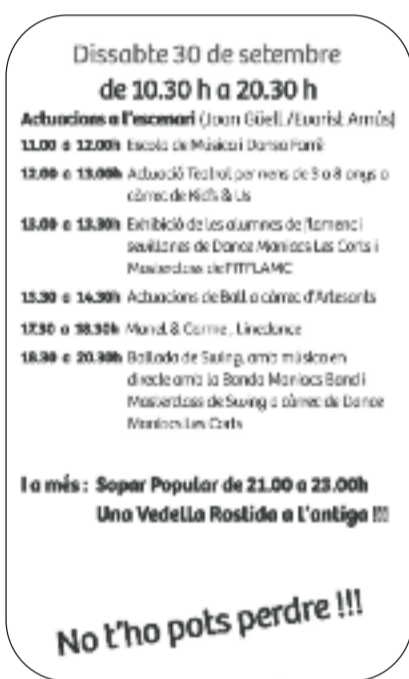 Dissabte 30 de setembre
de 10.30 h a 20.30 h
Actuacions a l'escenari (Joan Güell /Evarist Arnús)
11.00 a 12.00h Escola de Música i Dansa Farré
12.00 a 13.00h Actuació Teatral per nens de 3 a 8 anys a
càrrec de Kid's & Us
13.00 a 13.30h Exhibició de les alumnes de flamenc i
sevillanes de Dance Maniacs Les Corts i
Masterclass de FITFLAMC
13.30 a 14.30h Actuacions de Ball a càrrec d'Artesants
17.30 a 18.30h Manel & Carme, Linedance
18.30 a 20.30h Ballada de Swing, amb música en
directe amb la Banda Maniacs Band i
Masterclass de Swing a càrrec de Dance
Maniacs Les Corts
I a més : Sopar Popular de 21.00 a 23.00h
Una Vedella Rostida a l'antiga !!!
No t'ho pots perdre !!!